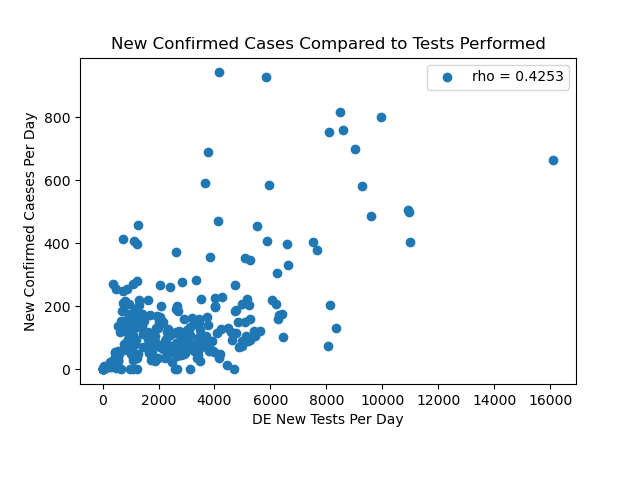 New Confirmed Cases Compared to Tests Performed
rho = 0.4253
New Confirmed Caeses Per Day
800
600
400
200
0
0 2000 4000 6000 8000 10000 12000 14000 16000
DE New Tests Per Day